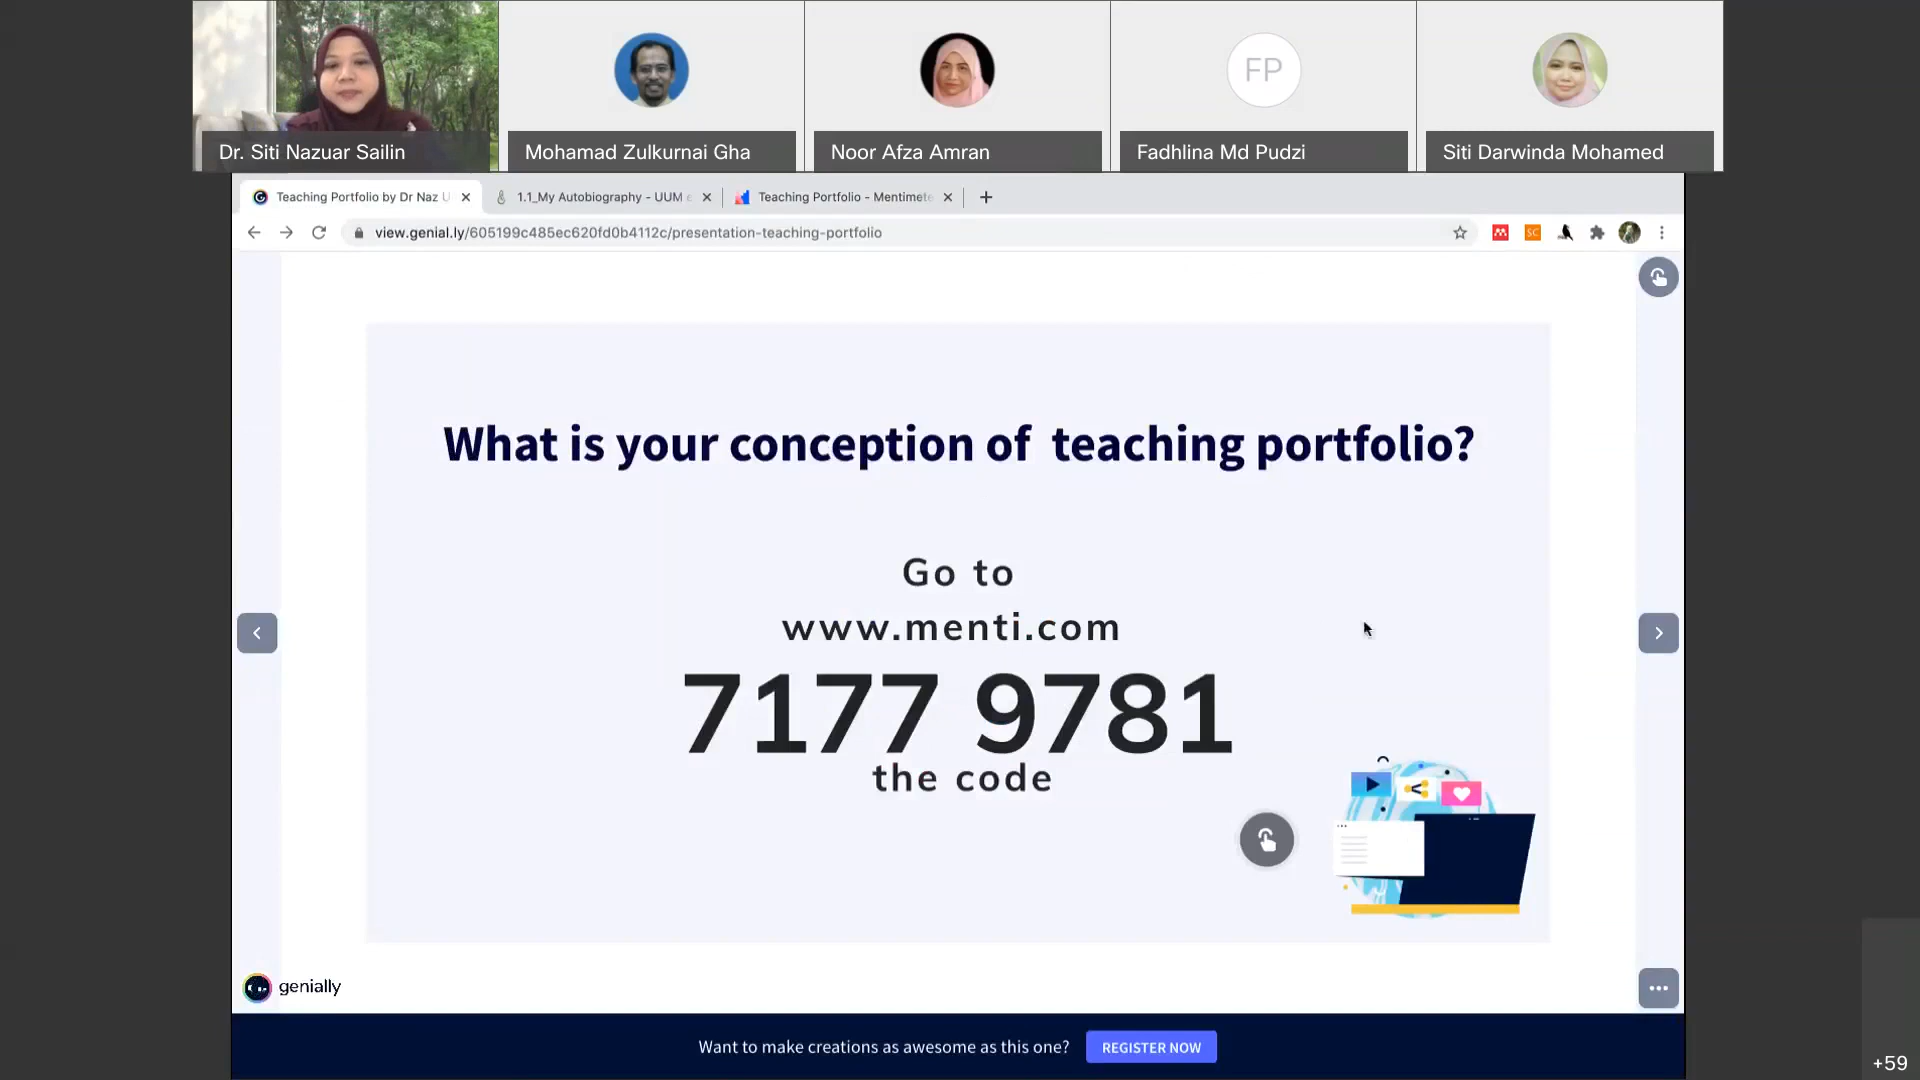 FP
Dr. Siti Nazuar Sailin
Mohamad Zulkurnai Gha
Noor Afza Amran
Fadhlina Md Pudzi
Siti Darwinda Mohamed
Teaching Portfolio by Dr Naz U
1.1_My Autobiography - UUM e
Teaching Portfolio - Mentimete
view.genial.ly/605199c485ec620fd0b4112c/presentation-teaching-portfolio
SC
What is your conception of teaching portfolio?
Go to
www.menti.com
7177 9781
the code
genially
Want to make creations as awesome as this one?
REGISTER NOW
+59